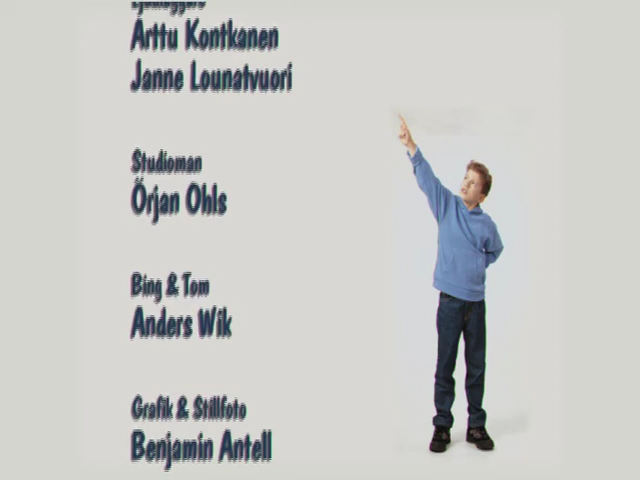 Arttu Kontkanen
Janne Lounatvuori
Studioman
Örjan Ohls
Bing & Tom
Anders Wik
Grafik & Stillfoto
Benjamin Antell